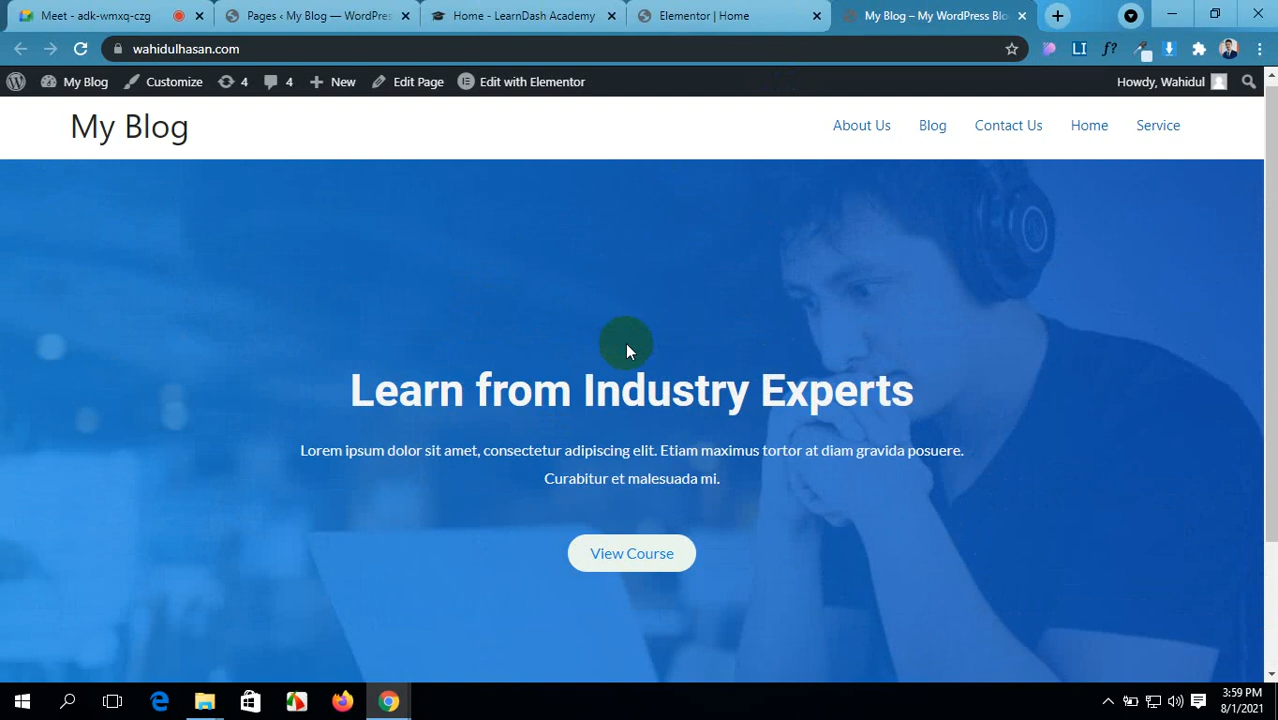 Meet - adk-wmxq-czg
Pages ‹ My Blog — WordPres
Home - LearnDash Academy
Elementor | Home
My Blog – My WordPress Blo
wahidulhasan.com
LI
f?
My Blog
Customize
4
4
New
Edit Page
Edit with Elementor
Howdy, Wahidul
My Blog
About Us
Blog
Contact Us
Home
Service
Learn from Industry Experts
Lorem ipsum dolor sit amet, consectetur adipiscing elit. Etiam maximus tortor at diam gravida posuere.
Curabitur et malesuada mi.
View Course
3:59 PM
8/1/2021